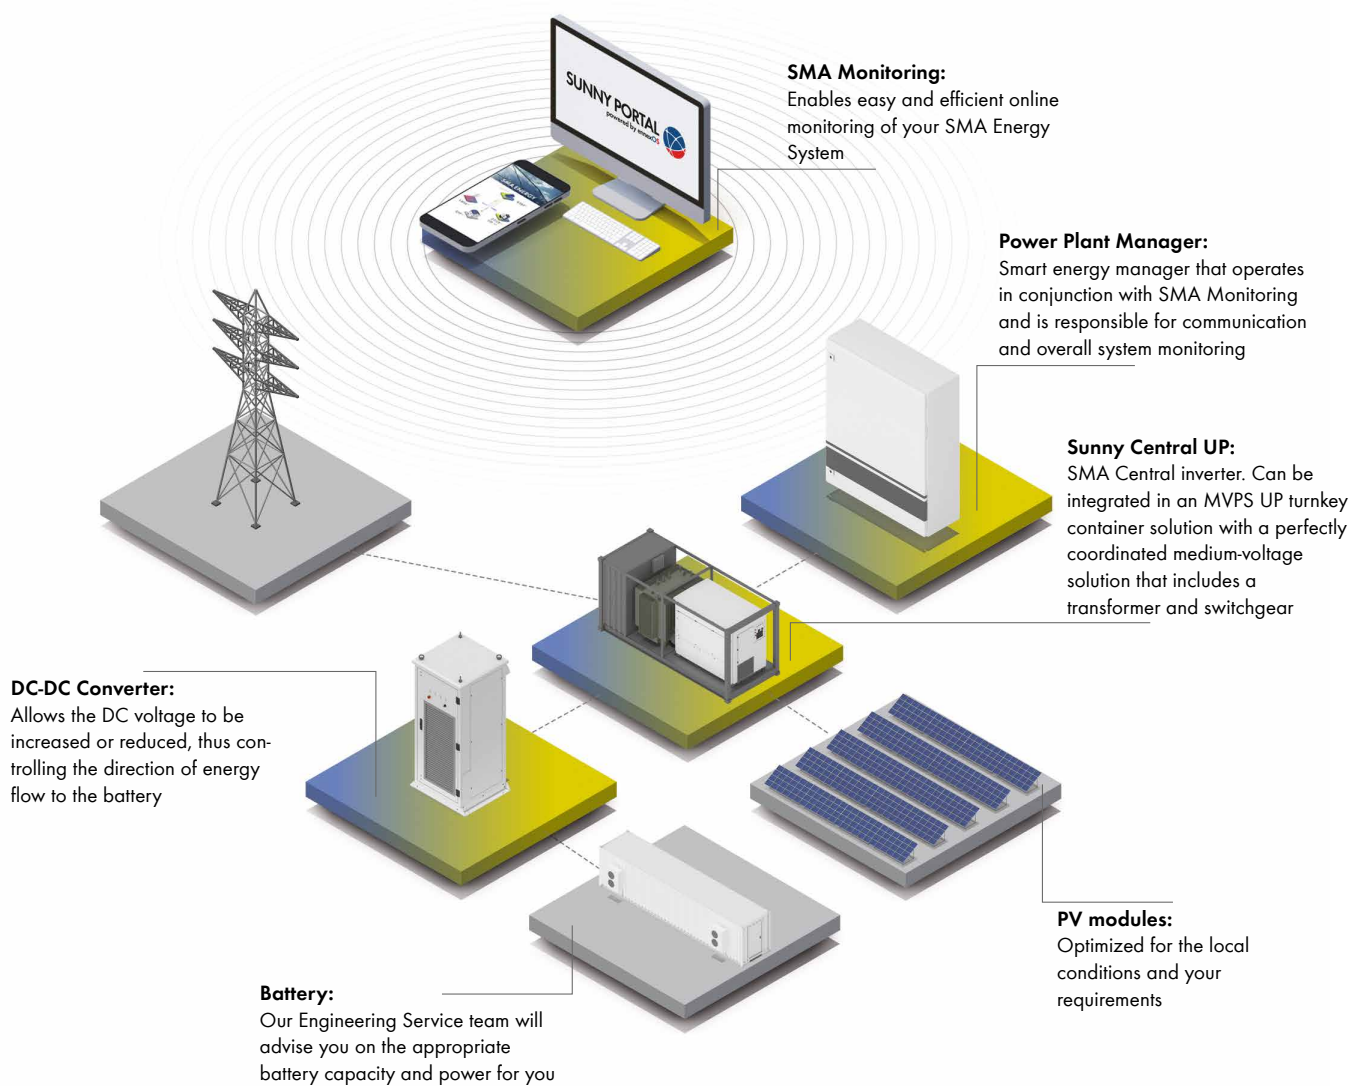 SUNNY PORTAL
powered by ennexOS
SMA ENERGY
SMA Monitoring:
Enables easy and efficient online
monitoring of your SMA Energy
System
Power Plant Manager:
Smart energy manager that operates
in conjunction with SMA Monitoring
and is responsible for communication
and overall system monitoring
Sunny Central UP:
SMA Central inverter. Can be
integrated in an MVPS UP turnkey
container solution with a perfectly
coordinated medium-voltage
solution that includes a
transformer and switchgear
DC-DC Converter:
Allows the DC voltage to be
increased or reduced, thus con-
trolling the direction of energy
flow to the battery
PV modules:
Optimized for the local
conditions and your
requirements
Battery:
Our Engineering Service team will
advise you on the appropriate
battery capacity and power for you